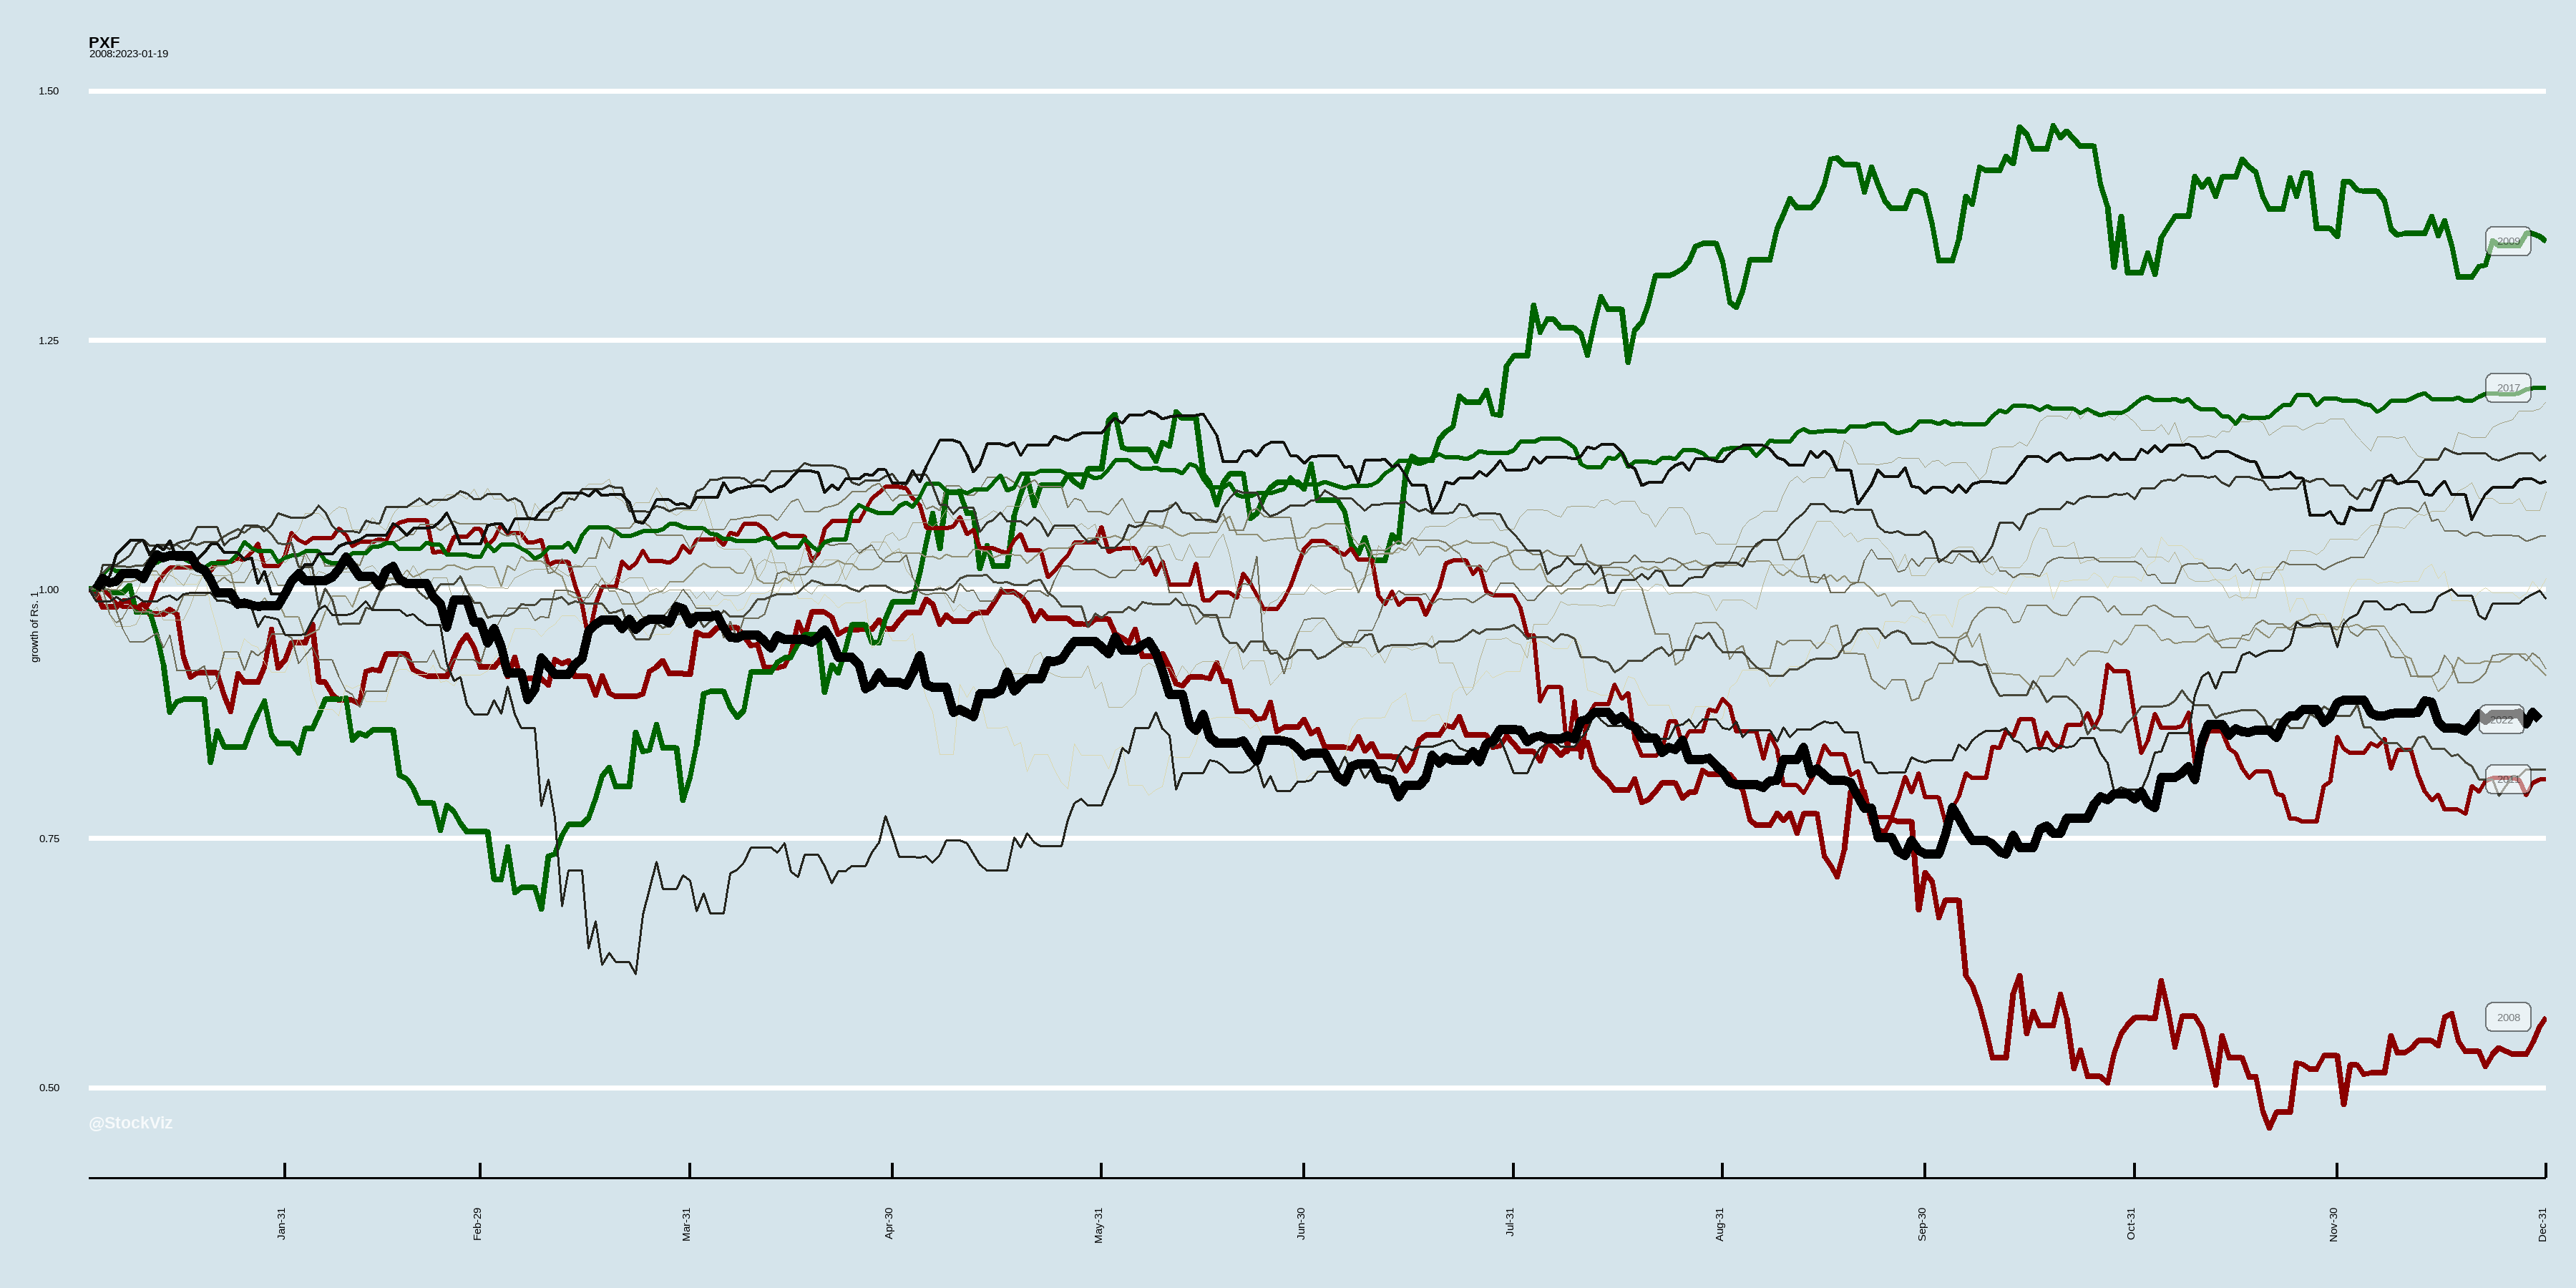 PXF
2008:2023-01-19
1.50
1.25
1.00
0.75
0.50
growth of Rs. 1
2009
2017
2022
2011
2008
@StockViz
Jan-31
Feb-29
Mar-31
Apr-30
May-31
Jun-30
Jul-31
Aug-31
Sep-30
Oct-31
Nov-30
Dec-31